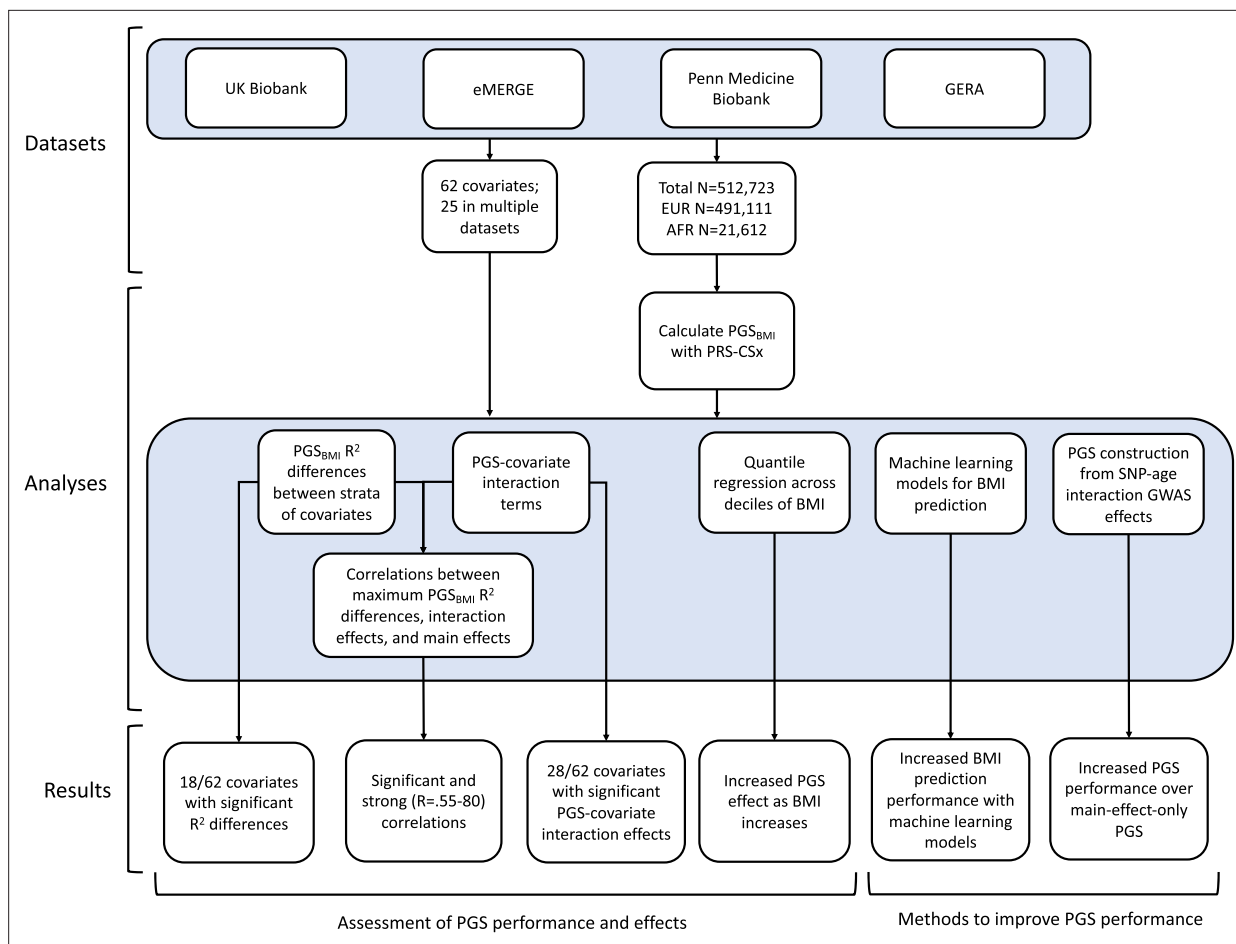 Datasets
UK Biobank
eMERGE
Penn Medicine
Biobank
GERA
62 covariates;
25 in multiple
datasets
Total N=512,723
EUR N=491,111
AFR N=21,612
Calculate PGSBMI
with PRS-CSx
Analyses
PGSBMI R2
differences
between strata
of covariates
PGS-covariate
interaction
terms
Quantile
regression across
deciles of BMI
Machine learning
models for BMI
prediction
PGS construction
from SNP-age
interaction GWAS
effects
Correlations between
maximum PGSBMI R2
differences, interaction
effects, and main effects
Results
18/62 covariates
with significant
R2 differences
Significant and
strong (R=.55-80)
correlations
28/62 covariates
with significant
PGS-covariate
interaction effects
Increased PGS
effect as BMI
increases
Increased BMI
prediction
performance with
machine learning
models
Increased PGS
performance over
main-effect-only
PGS
Assessment of PGS performance and effects
Methods to improve PGS performance